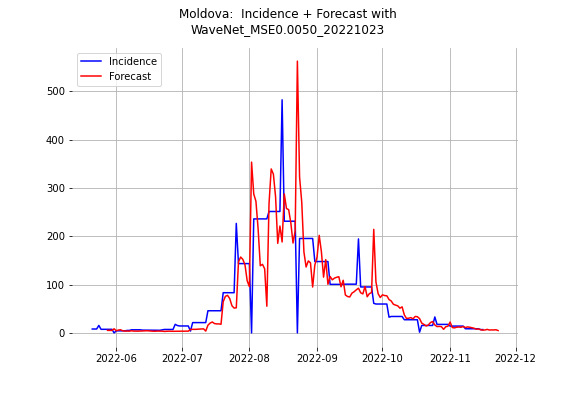 Moldova:  Incidence + Forecast with
WaveNet_MSE0.0050_20221023
Incidence
Forecast
500
400
300
200
100
0
2022-06 2022-07 2022-08 2022-09 2022-10 2022-11 2022-12